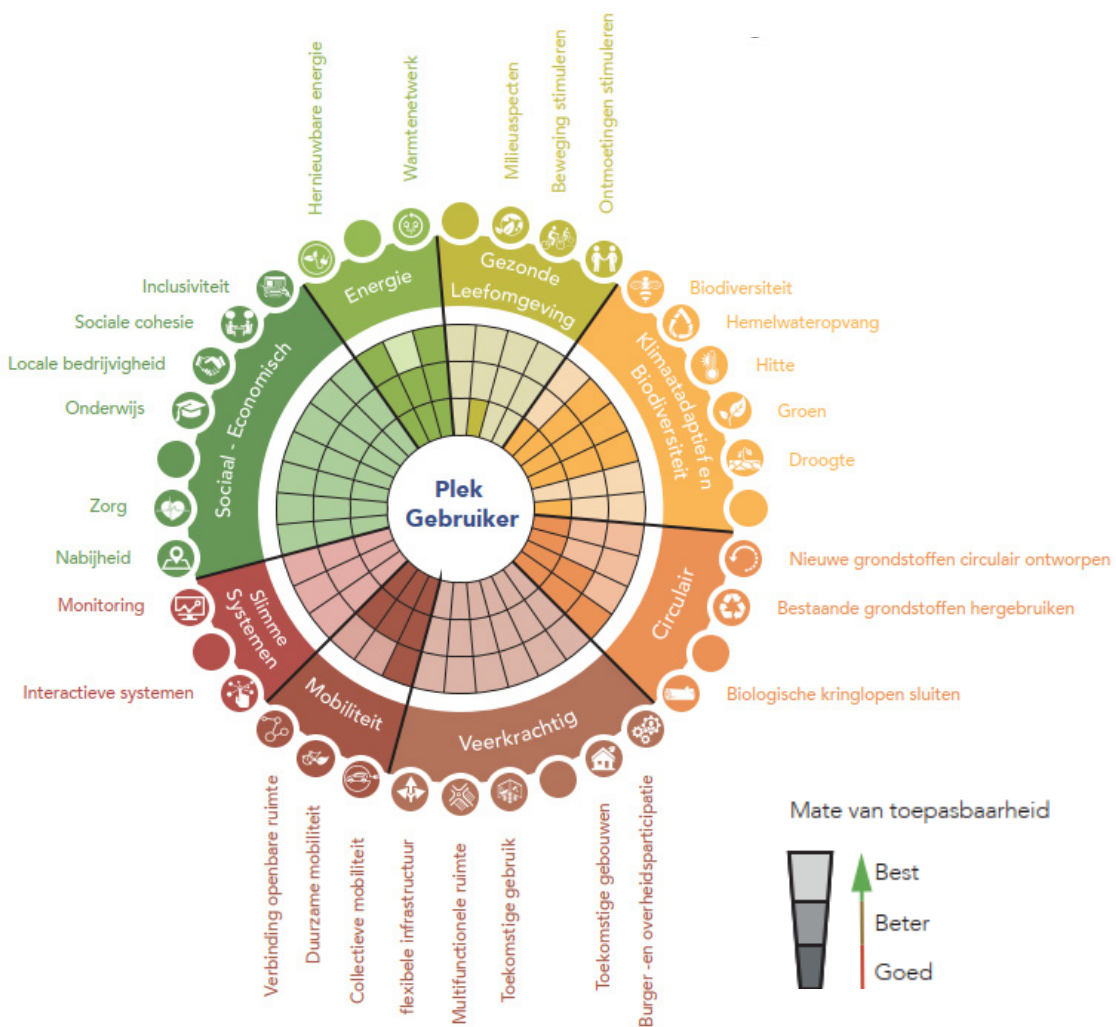 Hernieuwbare energie
Warmtenetwerk
Milieuaspecten
Beweging stimuleren
Ontmoetingen stimuleren
Energie
Gezonde
Leefomgeving
Inclusiviteit
Sociale cohesie
Locale bedrijvigheid
Onderwijs
Zorg
Nabijheid
Sociaal - Economisch
Biodiversiteit
Hemelwateropvang
Hitte
Groen
Droogte
Klimaatadaptief en
Biodiversiteit
Plek
Gebruiker
Nieuwe grondstoffen circulair ontworpen
Bestaande grondstoffen hergebruiken
Biologische kringlopen sluiten
Circulair
Monitoring
Interactieve systemen
Slimme
Systemen
Mobiliteit
Veerkrachtig
Verbinding openbare ruimte
Duurzame mobiliteit
Collectieve mobiliteit
flexibele infrastructuur
Multifunctionele ruimte
Toekomstige gebruik
Toekomstige gebouwen
Burger -en overheidsparticipatie
Mate van toepasbaarheid
Best
Beter
Goed